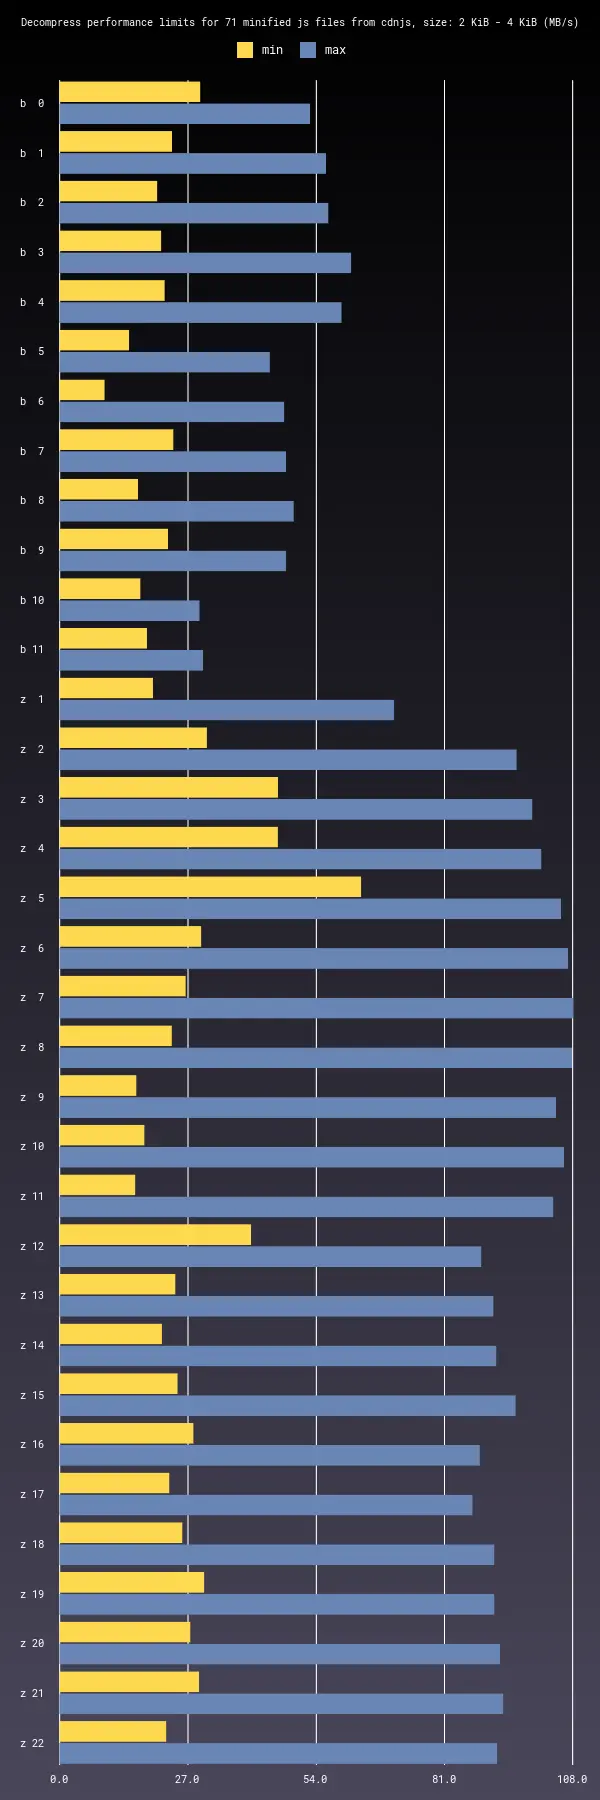 Decompress performance limits for 71 minified js files from cdnjs, size: 2 KiB - 4 KiB (MB/s)
min max
b 0
b 1
b 2
b 3
b 4
b 5
b 6
b 7
b 8
b 9
b 10
b 11
z 1
z 2
z 3
z 4
z 5
z 6
z 7
z 8
z 9
z 10
z 11
z 12
z 13
z 14
z 15
z 16
z 17
z 18
z 19
z 20
z 21
z 22
0.0 27.0 54.0 81.0 108.0